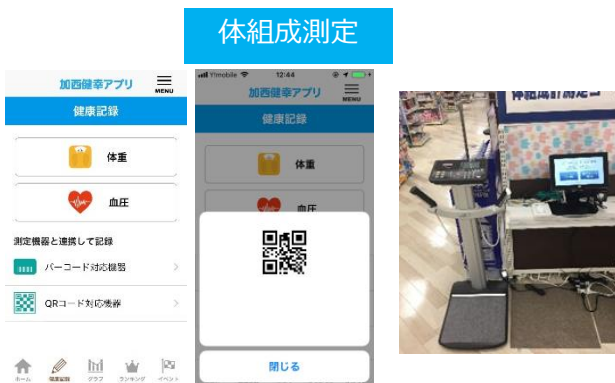 体組成測定
加西健幸アプリ
MENU
健康記録
体重
血圧
測定機器と連携して記録
バーコード対応機器
QRコード対応機器
ホーム
健康記録
グラフ
ランキング
イベント
Y!mobile
12:44
加西健幸アプリ
MENU
健康記録
体重
血圧
閉じる
体組成計測定台